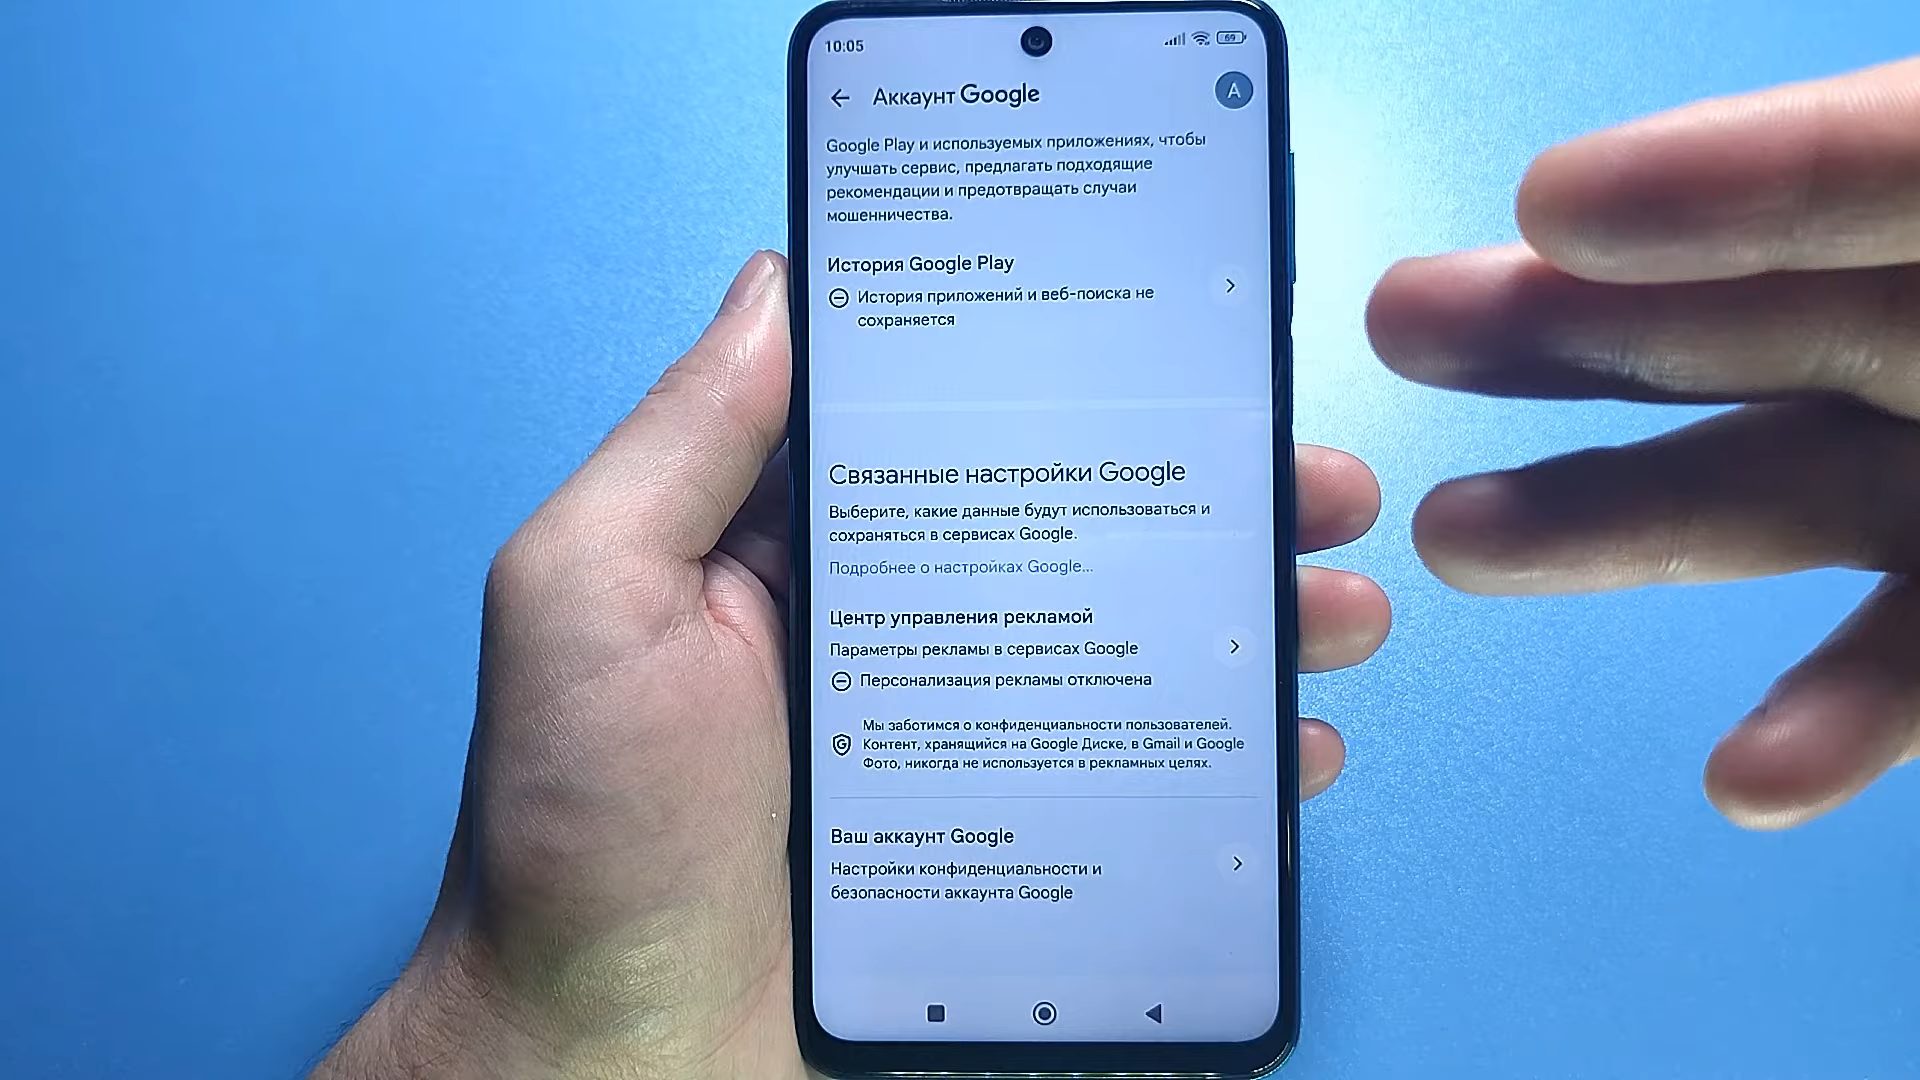 10:05
69
Аккаунт Google
A
Google Play и используемых приложениях, чтобы
улучшать сервис, предлагать подходящие
рекомендации и предотвращать случаи
мошенничества.
История Google Play
История приложений и веб-поиска не
сохраняется
Связанные настройки Google
Выберите, какие данные будут использоваться и
сохраняться в сервисах Google.
Подробнее о настройках Google...
Центр управления рекламой
Параметры рекламы в сервисах Google
Персонализация рекламы отключена
Мы заботимся о конфиденциальности пользователей.
Контент, хранящийся на Google Диске, в Gmail и Google
Фото, никогда не используется в рекламных целях.
Ваш аккаунт Google
Настройки конфиденциальности и
безопасности аккаунта Google